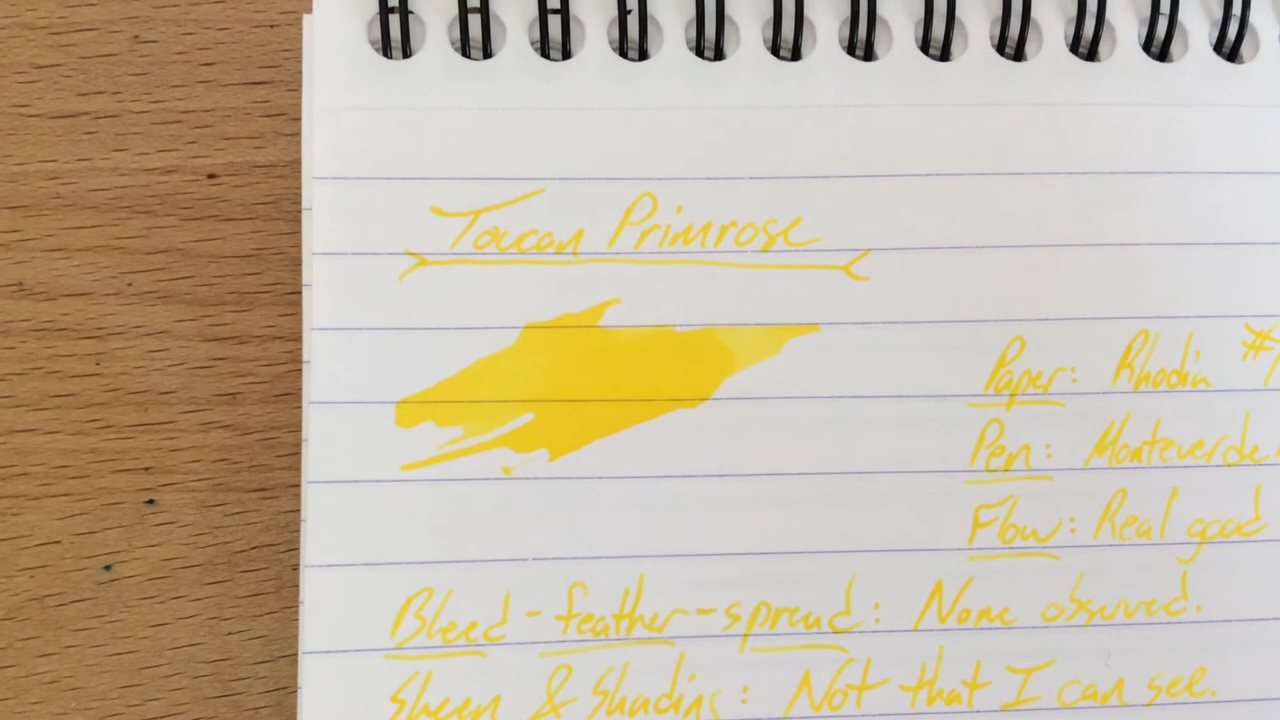 Toucan Primrose
Paper: Rhodia #1
Pen: Monteverde
Flow: Real good
Bleed-feather-spread: None observed.
Sheen & Shading: Not that I can see.